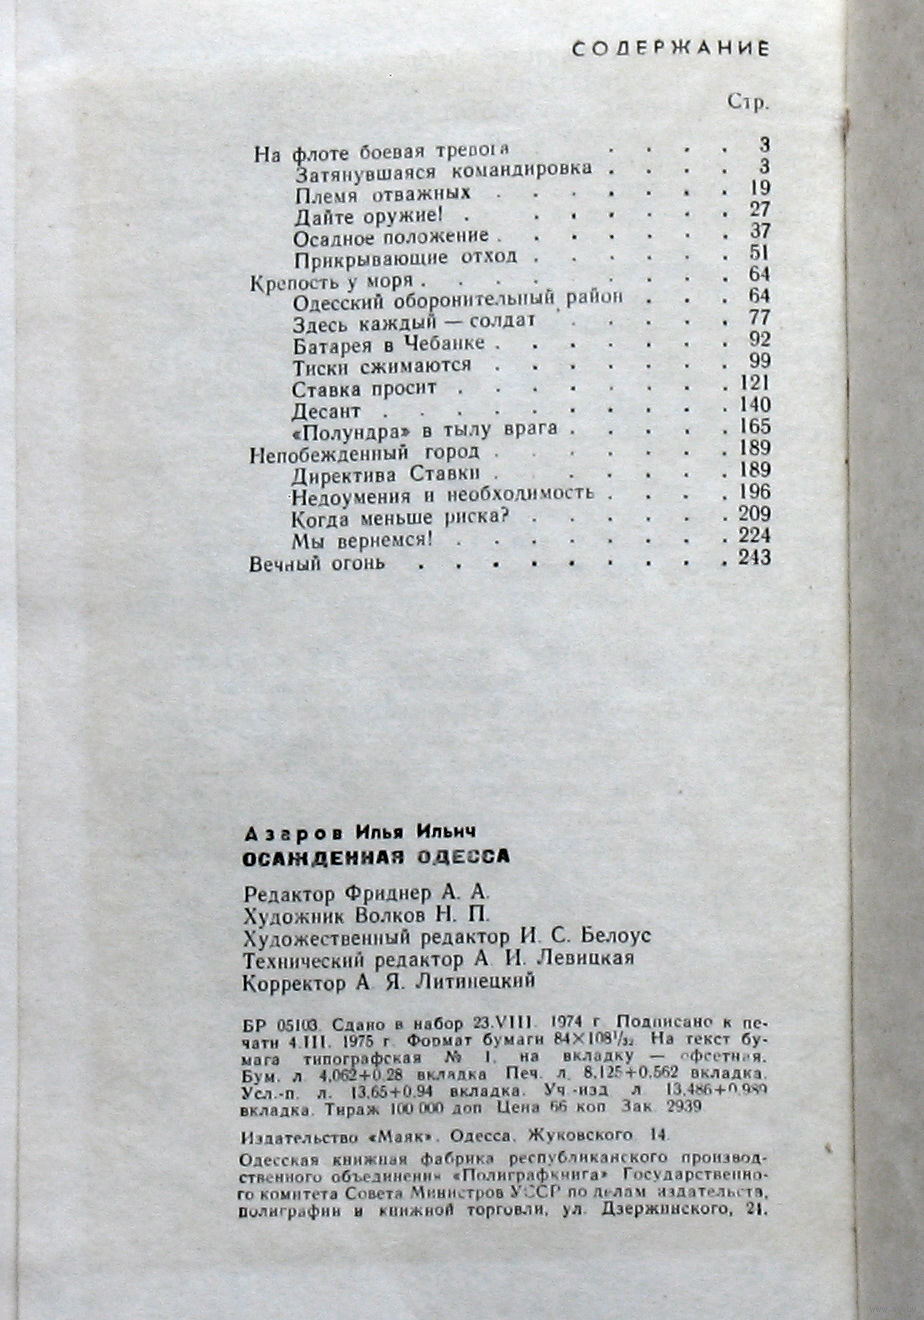 СОДЕРЖАНИЕ
Стр.
На флоте боевая тревога . . . . 3
Затянувшаяся командировка . . . . 3
Племя отважных . . . . . . . 19
Дайте оружие! . . . . . . . 27
Осадное положение . . . . . . . 37
Прикрывающие отход . . . . . . 51
Крепость у моря . . . . . . . . . 64
Одесский оборонительный район . . . 64
Здесь каждый — солдат . . . . . 77
Батарея в Чебанке . . . . . . . 92
Тиски сжимаются . . . . . . . 99
Ставка просит . . . . . . . . 121
Десант . . . . . . . . . . 140
«Полундра» в тылу врага . . . . . 165
Непобежденный город . . . . . . . 189
Директива Ставки . . . . . . . 189
Недоумения и необходимость . . . . 196
Когда меньше риска? . . . . . . 209
Мы вернемся! . . . . . . . . 224
Вечный огонь . . . . . . . . . 243
Азаров Илья Ильич
ОСАЖДЕННАЯ ОДЕССА
Редактор Фриднер А. А.
Художник Волков Н. П.
Художественный редактор И. С. Белоус
Технический редактор А. И. Левицкая
Корректор А. Я. Литинецкий
БР 05103. Сдано в набор 23.VIII. 1974 г. Подписано к пе-
чати 4.III. 1975 г. Формат бумаги 84×108¹/₃₂ На текст бу-
мага типографская № 1, на вкладку — офсетная.
Бум. л. 4,062+0,28 вкладка Печ. л. 8,125+0,562 вкладка.
Усл.-п. л. 13,65+0,94 вкладка. Уч.-изд л 13,486+0,989
вкладка. Тираж 100 000 доп Цена 66 коп Зак. 2939
Издательство «Маяк». Одесса, Жуковского 14.
Одесская книжная фабрика республиканского производ-
ственного объединения «Полиграфкнига» Государственно-
го комитета Совета Министров УССР по делам издательств,
полиграфии и книжной торговли, ул. Дзержинского, 24.